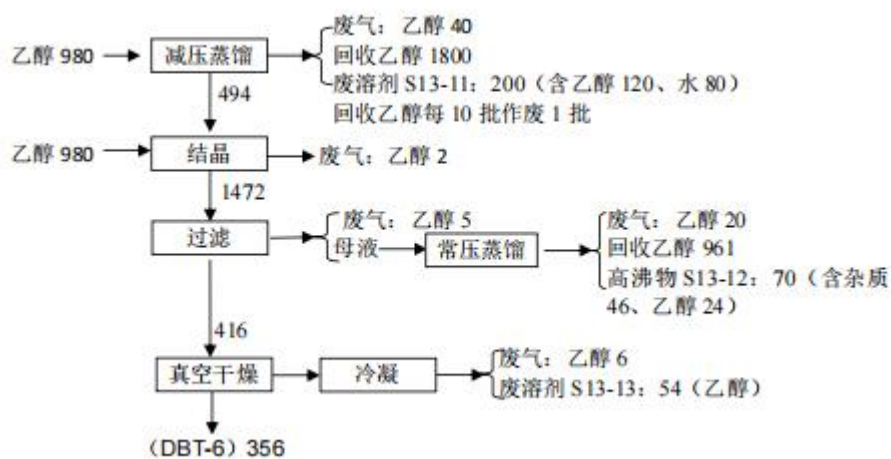 废气：乙醇 40
乙醇 980
减压蒸馏
回收乙醇 1800
废溶剂 S13-11：200（含乙醇 120、水 80）
494
回收乙醇每 10 批作废 1 批
乙醇 980
结晶
废气：乙醇 2
1472
过滤
废气：乙醇 5
母液
常压蒸馏
废气：乙醇 20
回收乙醇 961
高沸物 S13-12：70（含杂质
46、乙醇 24）
416
真空干燥
冷凝
废气：乙醇 6
废溶剂 S13-13：54（乙醇）
（DBT-6）356